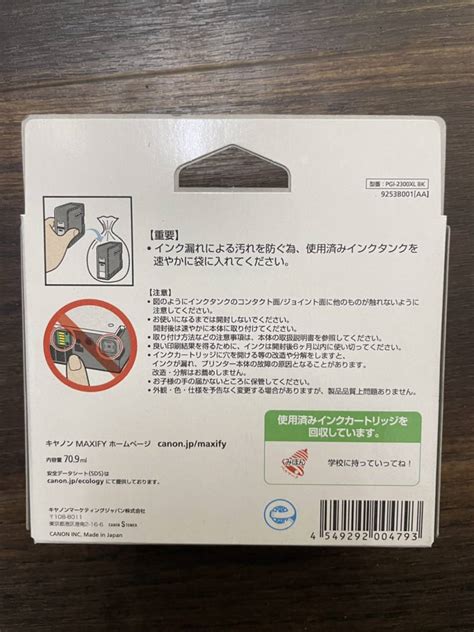 型番:PGI-2300XL BK
9253B001[AA]
【重要】
・インク漏れによる汚れを防ぐ為、使用済みインクタンクを
速やかに袋に入れてください。
【注意】
・図のようにインクタンクのコンタクト面/ジョイント面に他のものが触れないように
注意してください。
・お使いになるまでは開封しないでください。
開封後は速やかに本体に取り付けてください。
・取り付け方法などの注意事項は、本体の取扱説明書を参照してください。
・良い印刷結果を得るために、インクは開封後6ヶ月以内に使い切ってください。
・インクカートリッジに穴を開ける等の改造や分解をしますと、
インクが漏れ、プリンター本体の故障の原因となることがあります。
改造・分解はお薦めしません。
・お子様の手の届かないところに保管してください。
・外観・色・仕様を予告なく変更する場合がありますが、製品品質上問題ありません。
キヤノン MAXIFY ホームページ canon.jp/maxify
内容量 70.9ml
安全データシート(SDS)は
canon.jp/ecology にて提供しております。
使用済みインクカートリッジを
回収しています。
みほん
学校に持っていってね!
キヤノンマーケティングジャパン株式会社
〒108-8011
東京都港区港南2-16-6
CANON INC. Made in Japan
4 549292 004793